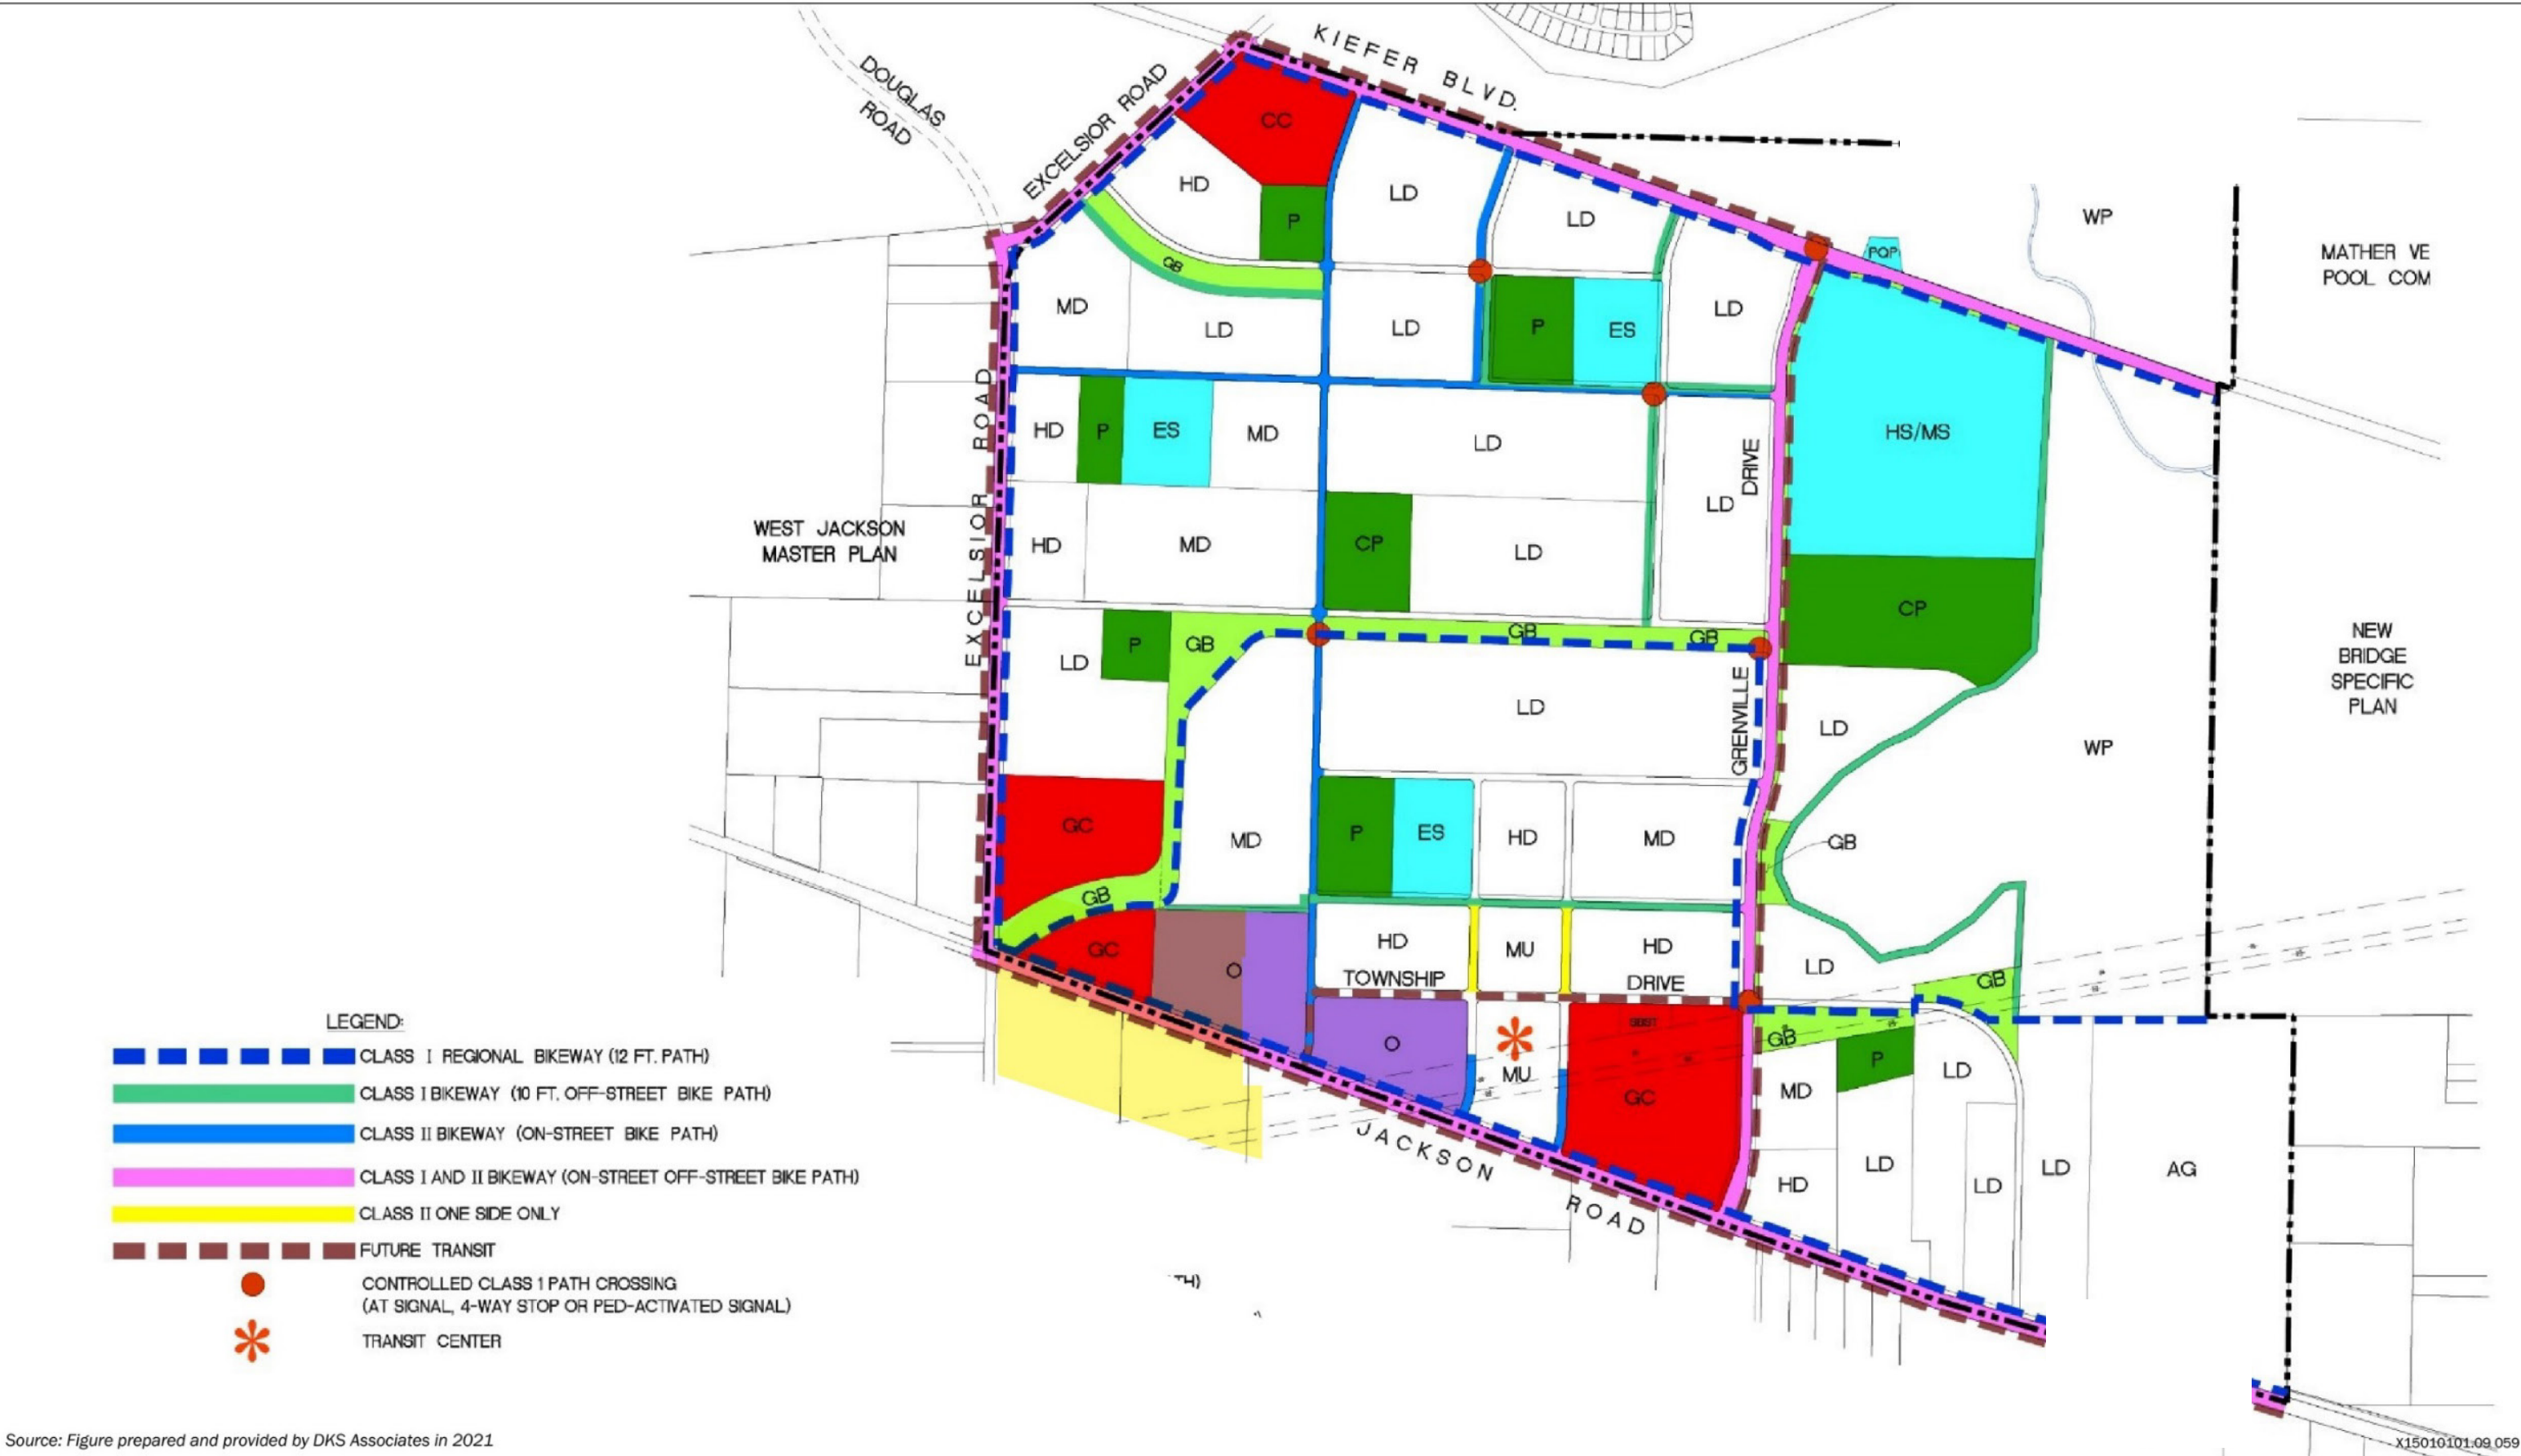 KIEFER BLVD.
DOUGLAS
ROAD
EXCELSIOR ROAD
CC
HD
LD
P
LD
WP
MATHER VE
POOL COM
PQP
GB
MD
LD
LD
P
ES
LD
HS/MS
EXCELSIOR ROAD
HD
P
ES
MD
LD
DRIVE
LD
WEST JACKSON
MASTER PLAN
HD
MD
CP
LD
CP
LD
P
GB
GB
GB
NEW
BRIDGE
SPECIFIC
PLAN
LD
GRENVILLE
LD
WP
GC
MD
P
ES
HD
MD
GB
GB
GC
O
HD
MU
HD
LD
TOWNSHIP
DRIVE
GB
LEGEND:
CLASS I REGIONAL BIKEWAY (12 FT. PATH)
CLASS I BIKEWAY (10 FT. OFF-STREET BIKE PATH)
CLASS II BIKEWAY (ON-STREET BIKE PATH)
CLASS I AND II BIKEWAY (ON-STREET OFF-STREET BIKE PATH)
CLASS II ONE SIDE ONLY
FUTURE TRANSIT
CONTROLLED CLASS 1 PATH CROSSING
(AT SIGNAL, 4-WAY STOP OR PED-ACTIVATED SIGNAL)
TRANSIT CENTER
O
MU
GC
GB
P
LD
MD
HD
LD
LD
LD
AG
JACKSON ROAD
TH)
Source: Figure prepared and provided by DKS Associates in 2021
X15010101.09 059